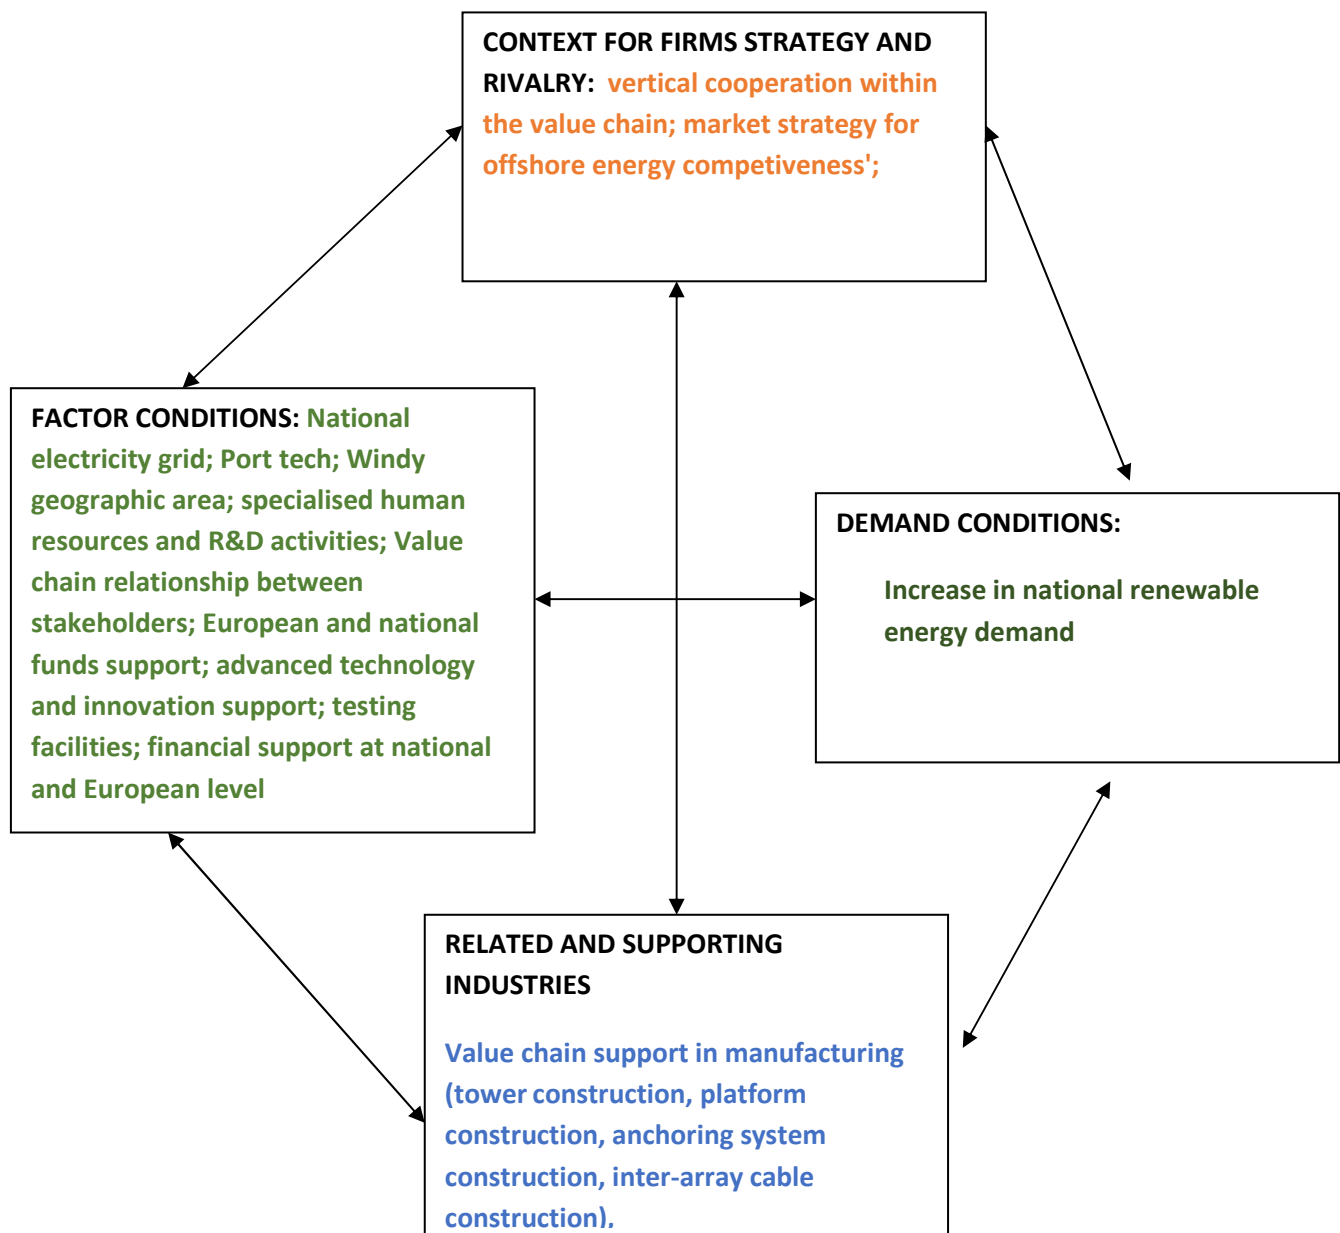 CONTEXT FOR FIRMS STRATEGY AND
RIVALRY: vertical cooperation within
the value chain; market strategy for
offshore energy competiveness';
FACTOR CONDITIONS: National
electricity grid; Port tech; Windy
geographic area; specialised human
resources and R&D activities; Value
chain relationship between
stakeholders; European and national
funds support; advanced technology
and innovation support; testing
facilities; financial support at national
and European level
DEMAND CONDITIONS:
Increase in national renewable
energy demand
RELATED AND SUPPORTING
INDUSTRIES
Value chain support in manufacturing
(tower construction, platform
construction, anchoring system
construction, inter-array cable
construction),